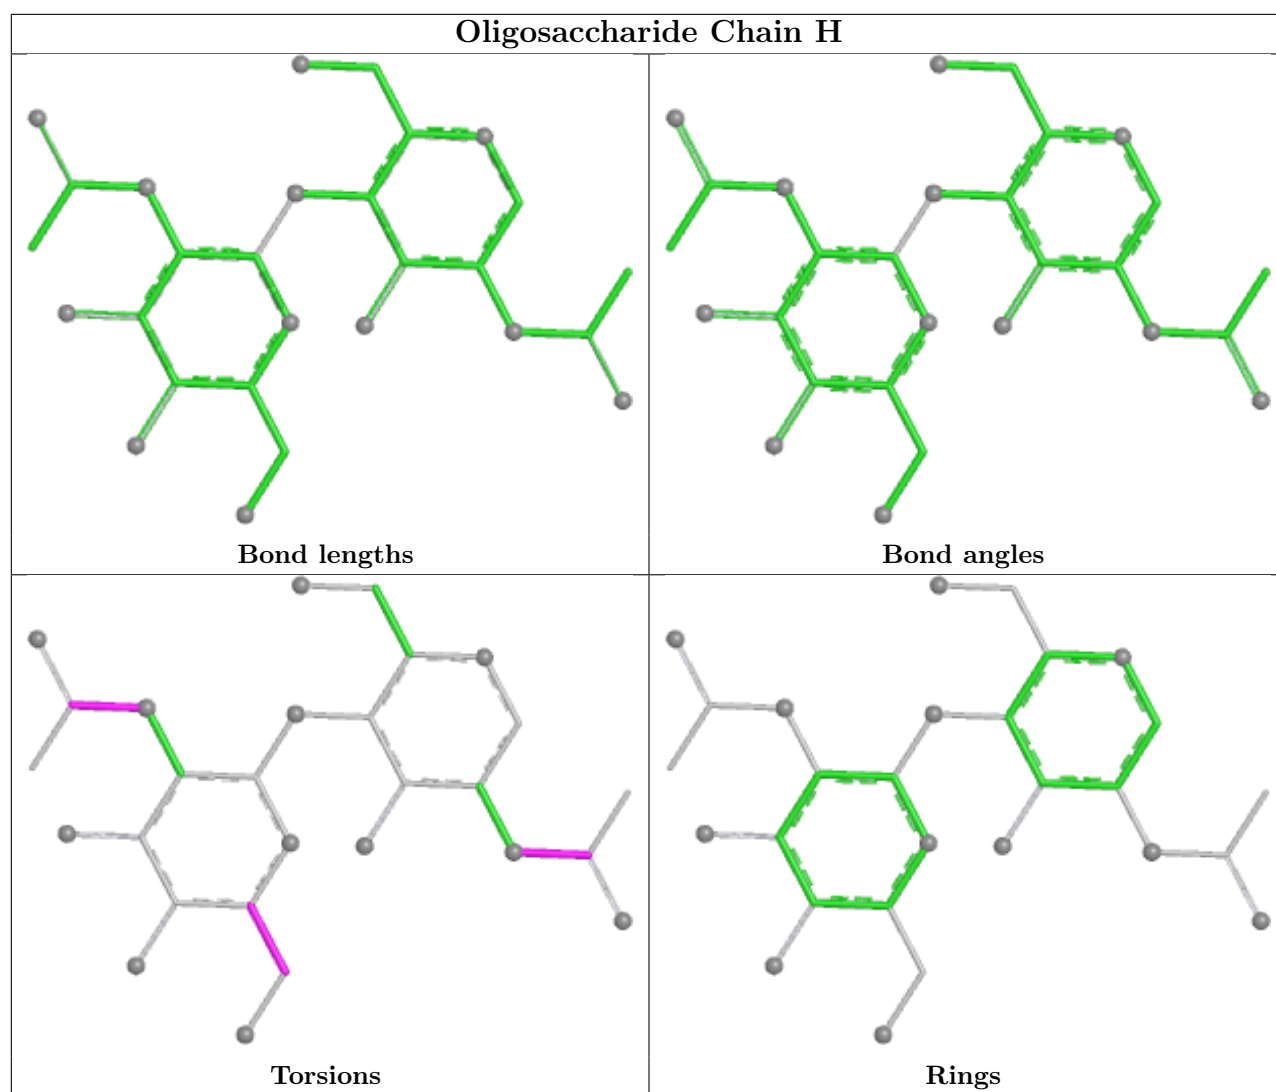 Oligosaccharide Chain H
Bond lengths
Bond angles
Torsions
Rings